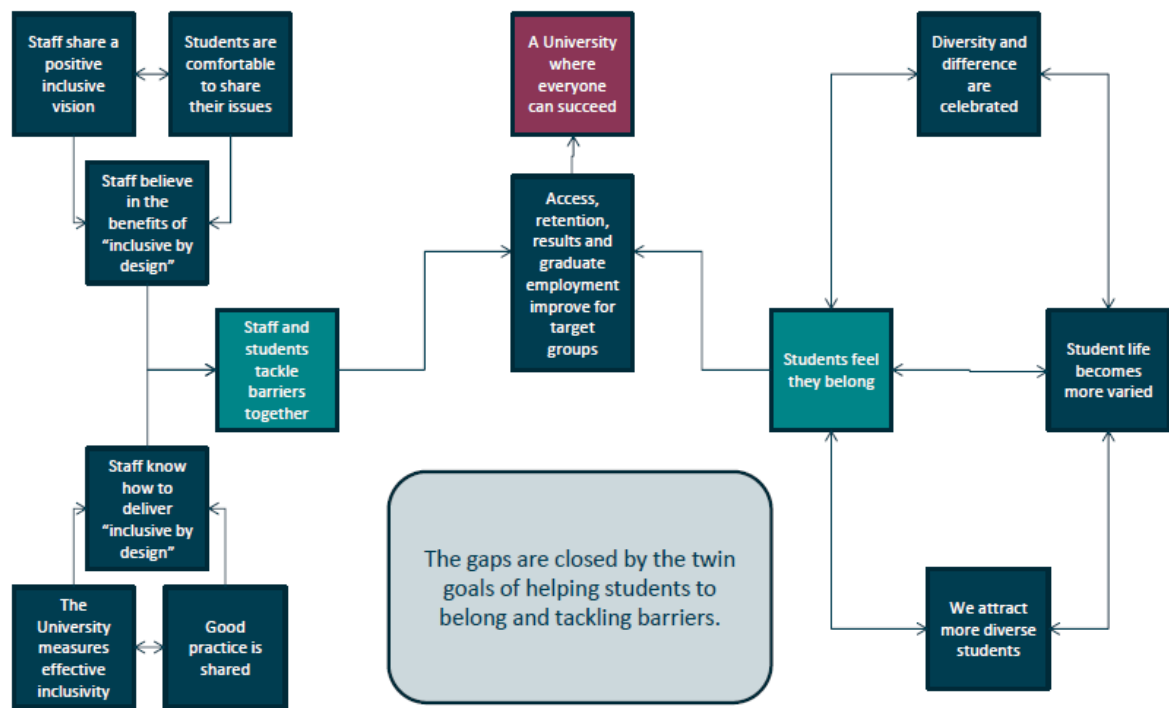 Staff share a
positive
inclusive
vision
Students are
comfortable
to share
their issues
A University
where
everyone
can succeed
Diversity and
difference
are
celebrated
Staff believe
in the
benefits of
“inclusive by
design”
Access,
retention,
results and
graduate
employment
improve for
target
groups
Staff and
students
tackle
barriers
together
Students feel
they belong
Student life
becomes
more varied
Staff know
how to
deliver
“inclusive by
design”
The gaps are closed by the twin
goals of helping students to
belong and tackling barriers.
The
University
measures
effective
inclusivity
Good
practice is
shared
We attract
more diverse
students